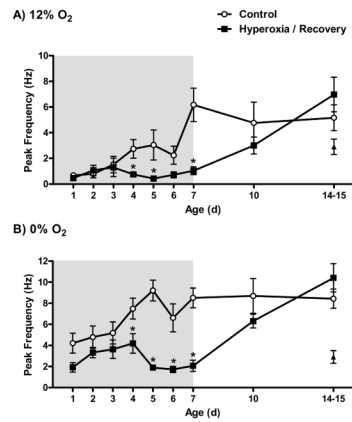 A) 12% O2
Control
Hyperoxia / Recovery
Peak Frequency (Hz)
10
8
6
4
2
0
* * *
1 2 3 4 5 6 7 10 14-15
Age (d)
B) 0% O2
Peak Frequency (Hz)
12
10
8
6
4
2
0
* * * *
1 2 3 4 5 6 7 10 14-15
Age (d)